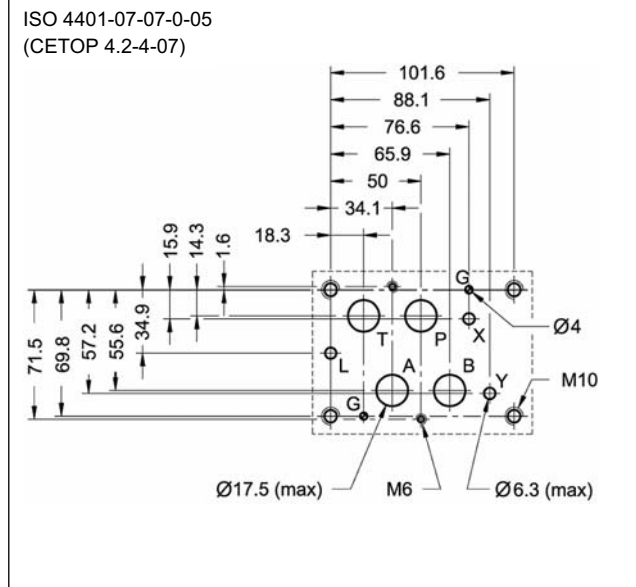 ISO 4401-07-07-0-05
(CETOP 4.2-4-07)
101.6
88.1
76.6
65.9
50
34.1
18.3
15.9
14.3
1.6
G
T
P
X
Ø4
71.5
69.8
57.2
55.6
34.9
L
A
B
Y
M10
G
Ø17.5 (max)
M6
Ø6.3 (max)